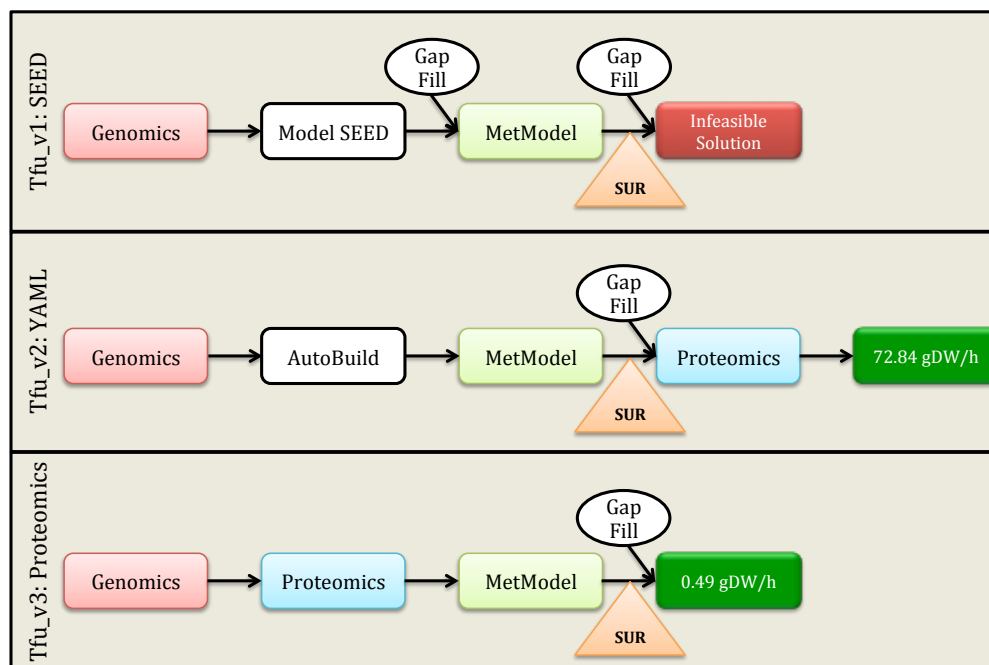 Tfu_v1: SEED
Gap
Fill
Gap
Fill
Genomics
Model SEED
MetModel
Infeasible
Solution
SUR
Tfu_v2: YAML
Gap
Fill
Genomics
AutoBuild
MetModel
Proteomics
72.84 gDW/h
SUR
Tfu_v3: Proteomics
Gap
Fill
Genomics
Proteomics
MetModel
0.49 gDW/h
SUR